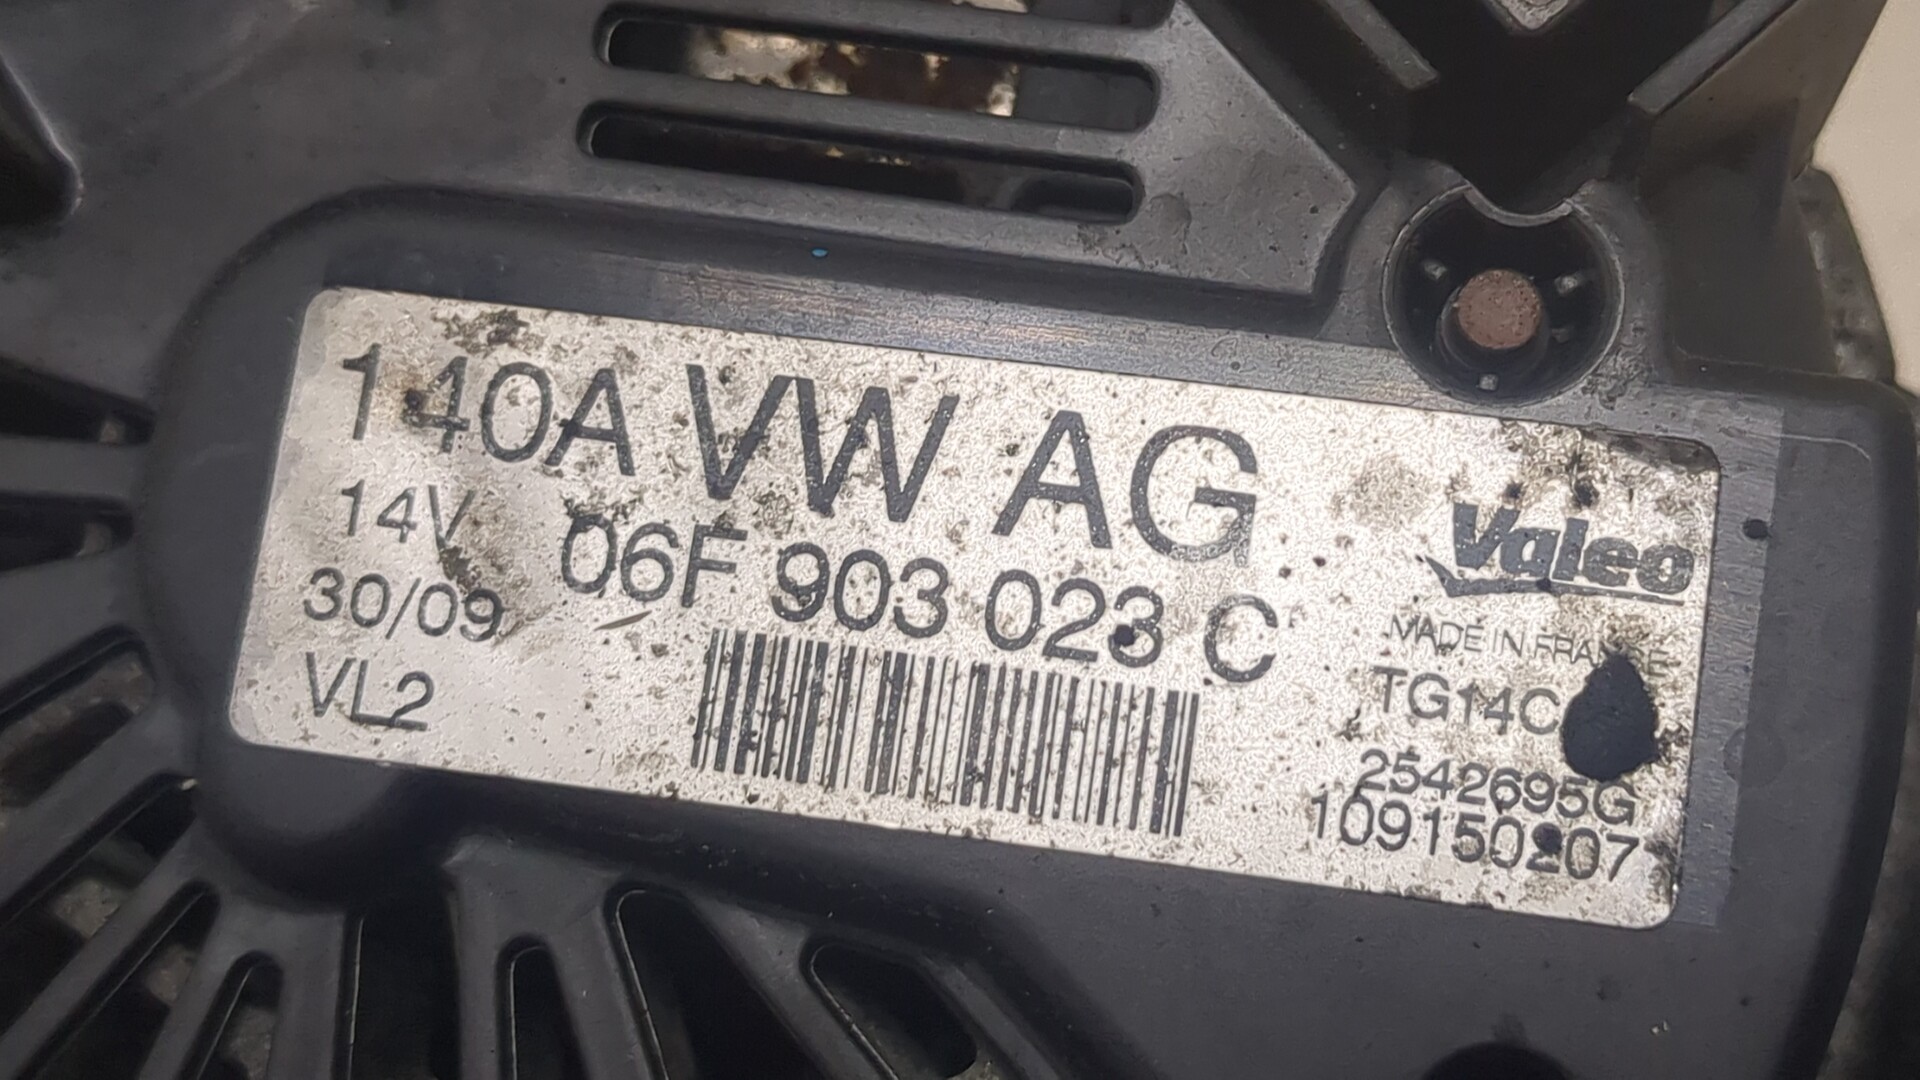 140A VW AG
14V 06F 903 023 C
30/09
VL2
Valeo
MADE IN FRANCE
TG14C
2542695G
109150207